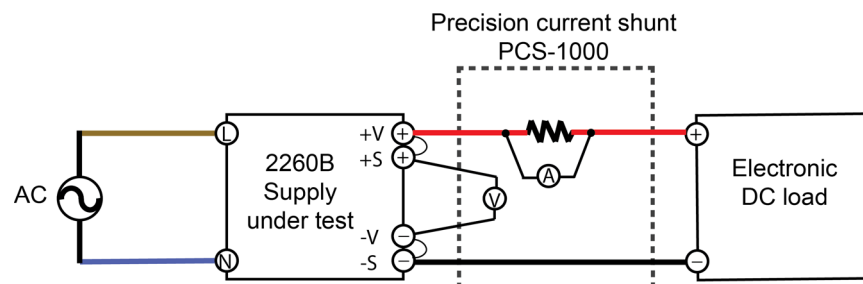 Precision current shunt
PCS-1000
AC
L
N
2260B
Supply
under test
+V
+S
-V
-S
+
+
−
−
V
A
+
−
Electronic
DC load